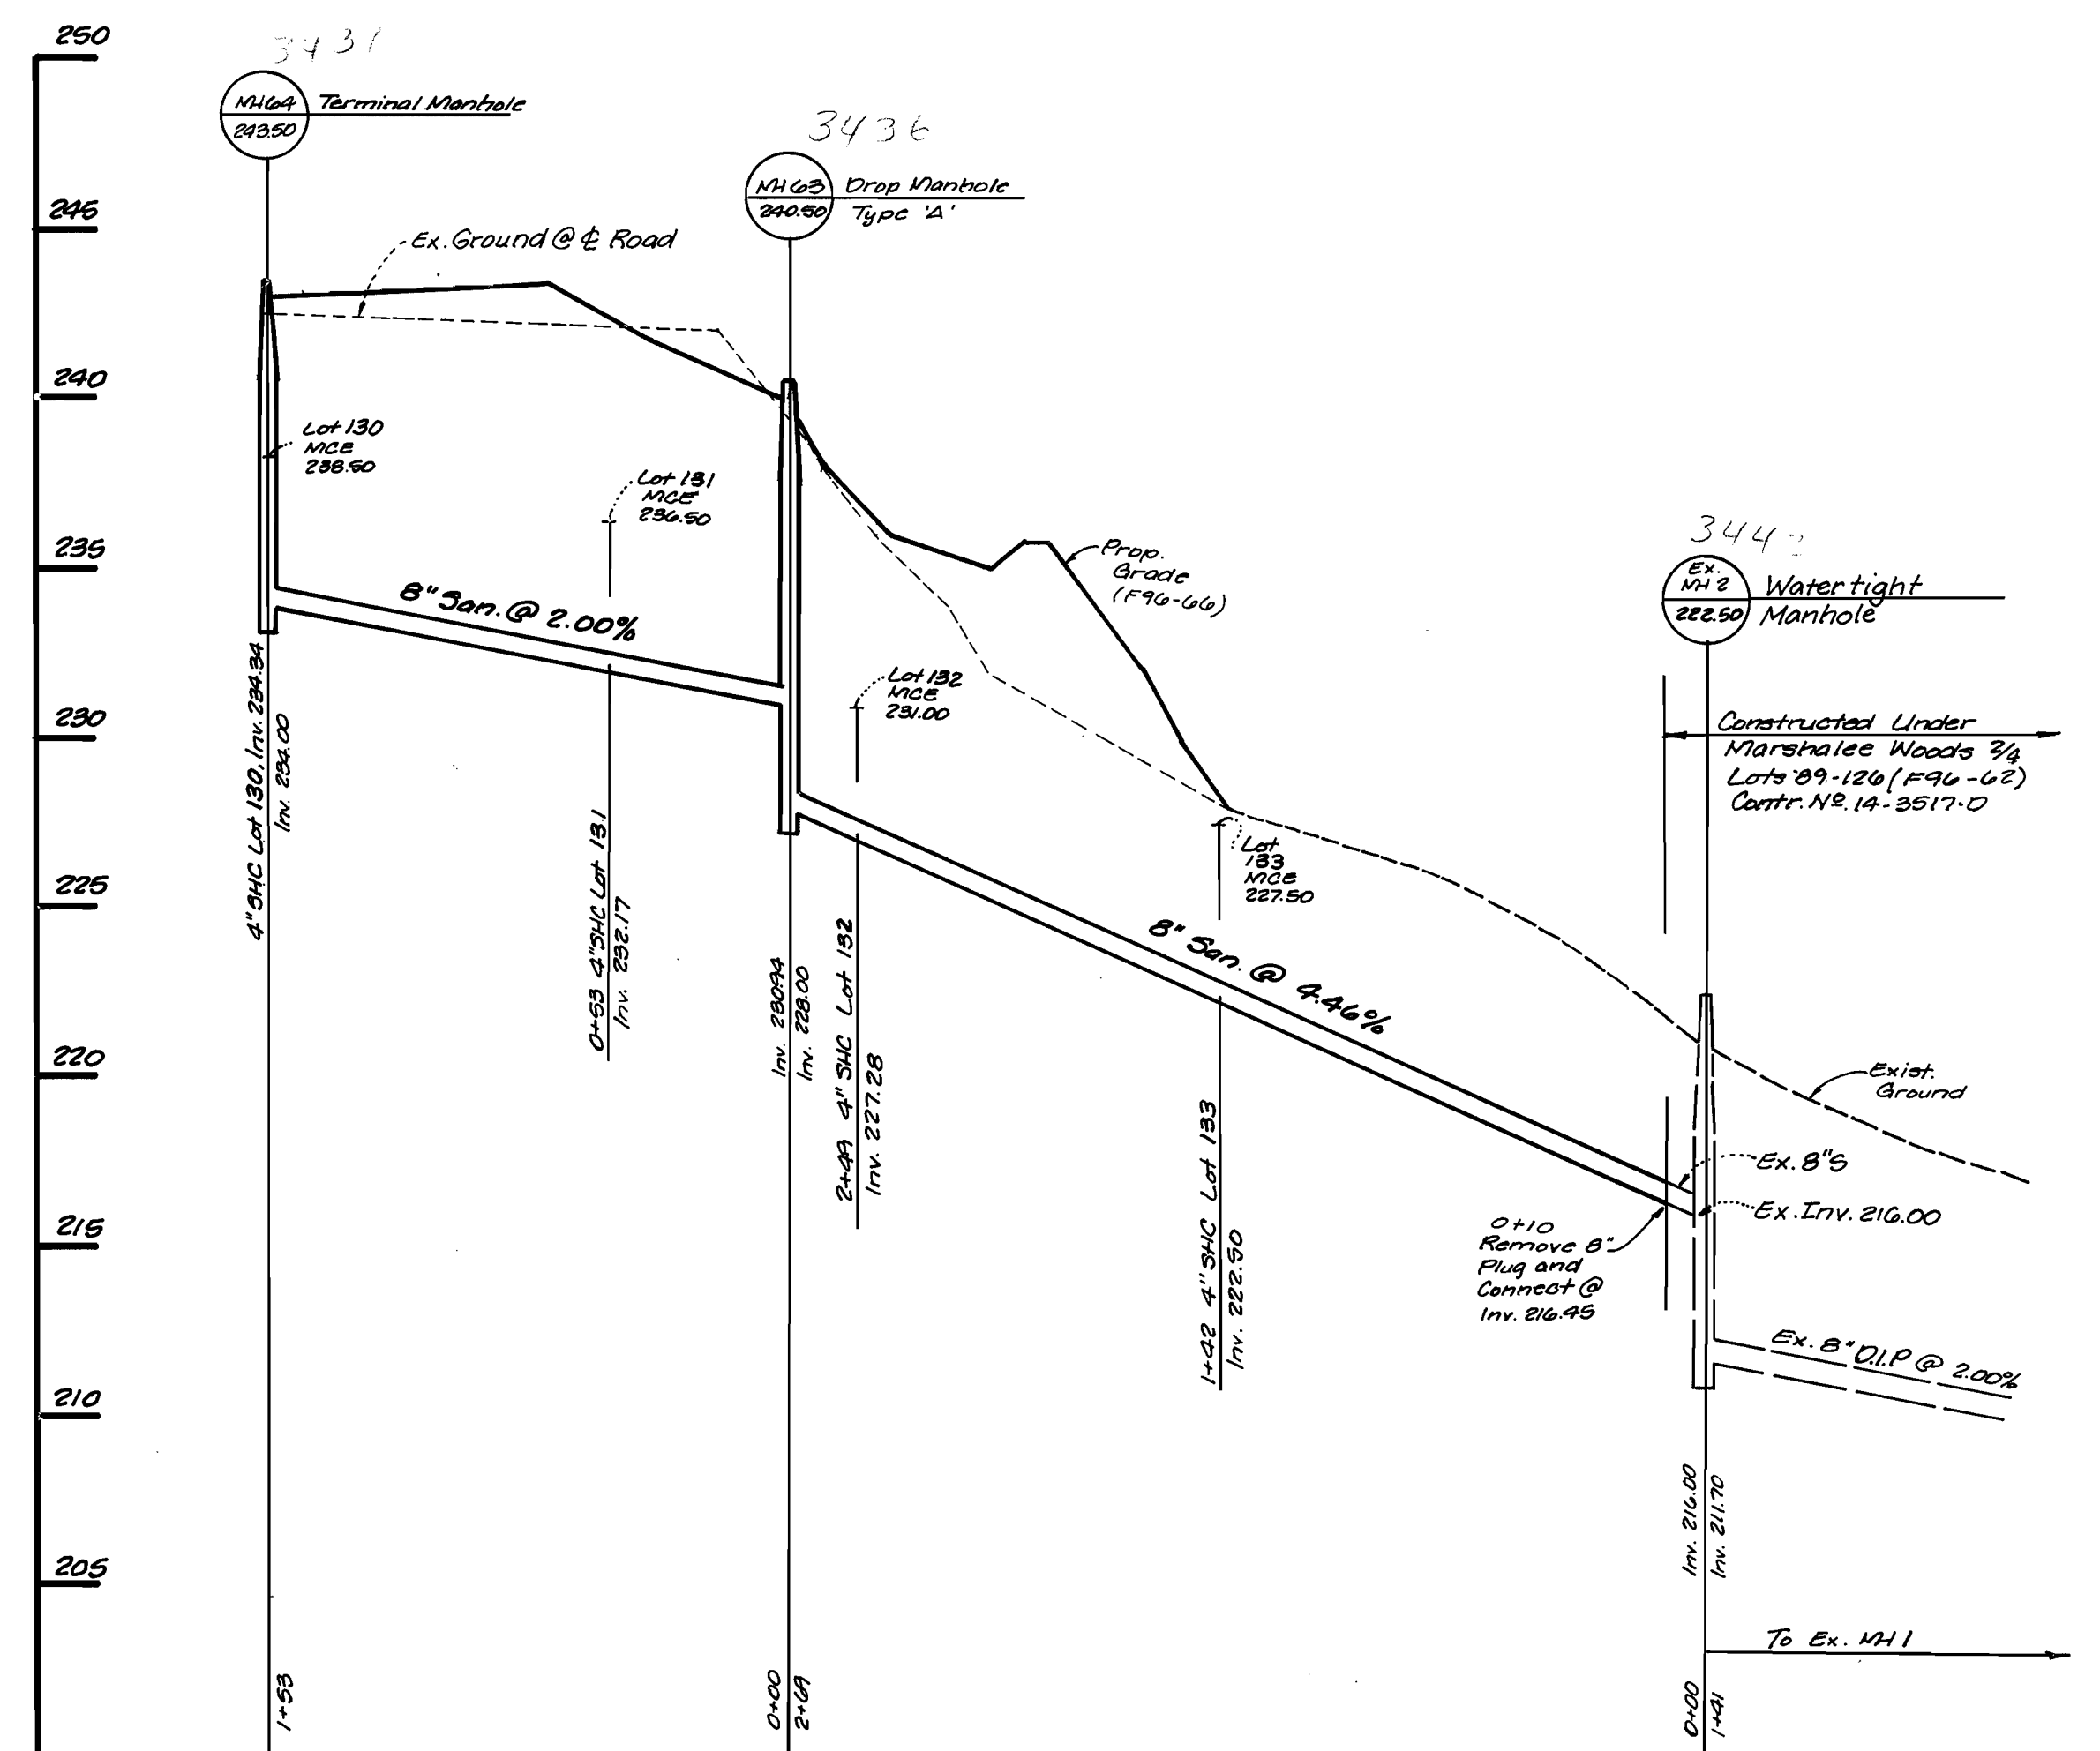 250
245
240
235
230
225
220
215
210
205
3431
MH64
243.50
Terminal Manhole
3436
MH63
240.50
Drop Manhole
Type 'A'
Ex. Ground @ ℄ Road
Lot 130
MCE
238.50
Lot 131
MCE
236.50
8" San. @ 2.00%
Prop.
Grade
(F96-66)
Lot 132
MCE
231.00
Lot
133
MCE
227.50
8" San. @ 4.46%
344
Ex.
MH 2
222.50
Watertight
Manhole
Constructed Under
Marshalee Woods 2/4
Lots 89-126 (F96-62)
Contr. Nº. 14-3517-D
Exist.
Ground
Ex. 8"S
Ex. Inv. 216.00
0+10
Remove 8"
Plug and
Connect @
Inv. 216.45
Ex. 8" D.I.P @ 2.00%
4" SHC Lot 130, Inv. 234.34
Inv. 234.00
0+53 4" SHC Lot 131
Inv. 232.17
Inv. 230.94
Inv. 228.00
2+49 4" SHC Lot 132
Inv. 227.28
1+42 4" SHC Lot 133
Inv. 222.50
Inv. 216.00
Inv. 211.70
To Ex. MH 1
1+53
0+00
2+69
0+00
1+41